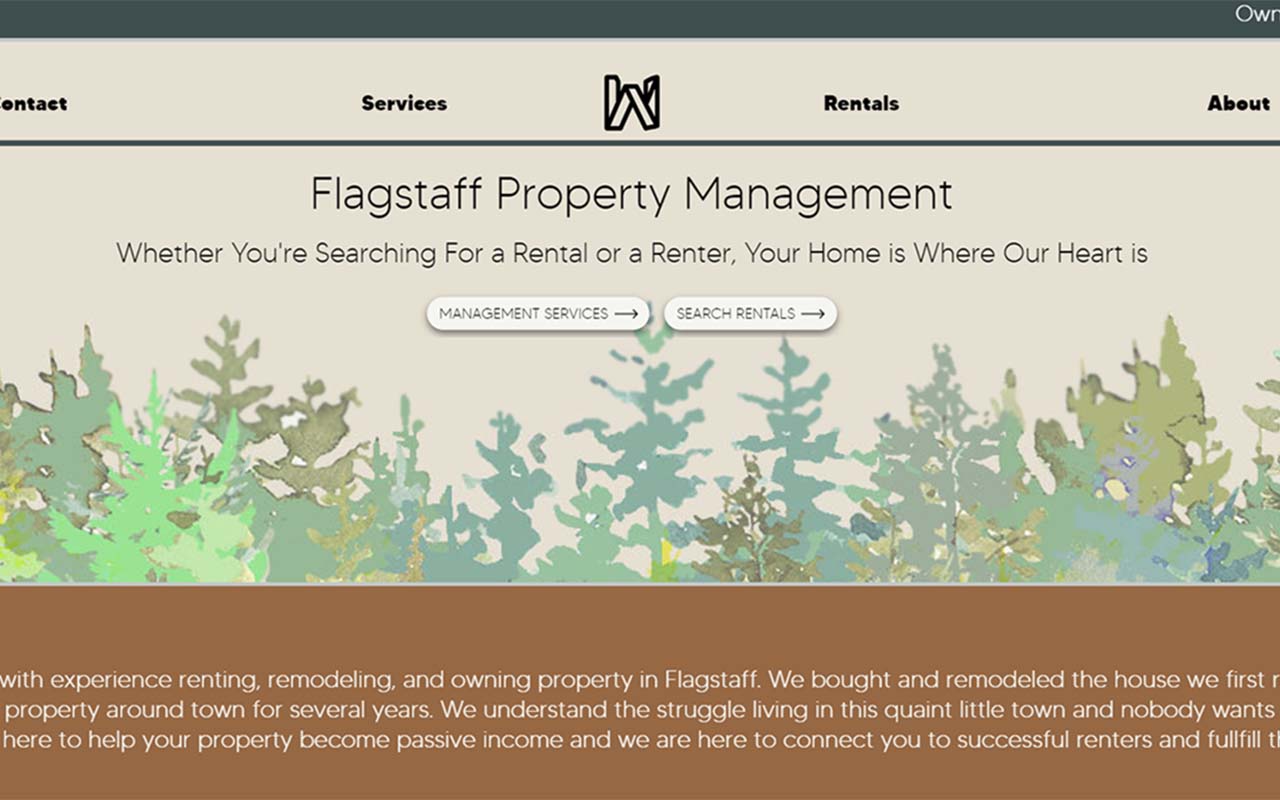 Own
ontact Services Rentals About
Flagstaff Property Management
Whether You're Searching For a Rental or a Renter, Your Home is Where Our Heart is
MANAGEMENT SERVICES SEARCH RENTALS
with experience renting, remodeling, and owning property in Flagstaff. We bought and remodeled the house we first
property around town for several years. We understand the struggle living in this quaint little town and nobody wants
here to help your property become passive income and we are here to connect you to successful renters and fullfill